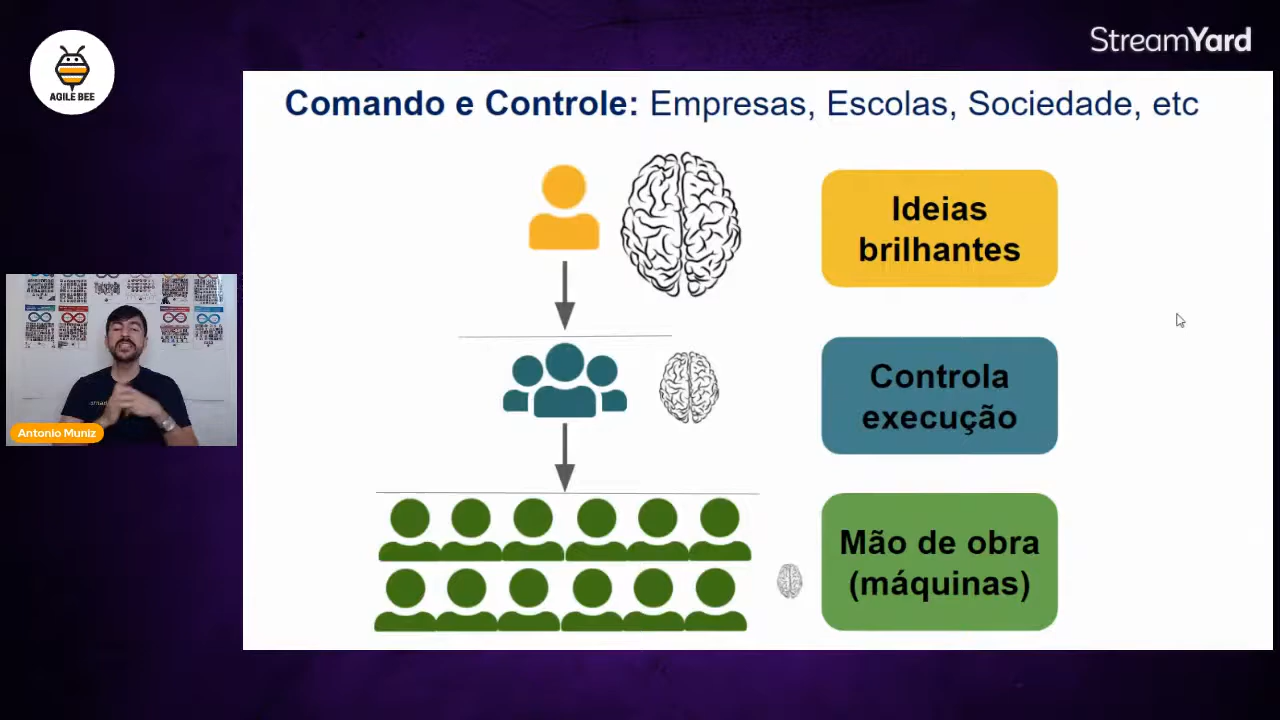 AGILE BEE
StreamYard
Comando e Controle: Empresas, Escolas, Sociedade, etc
Ideias
brilhantes
Controla
execução
Mão de obra
(máquinas)
Antonio Muniz